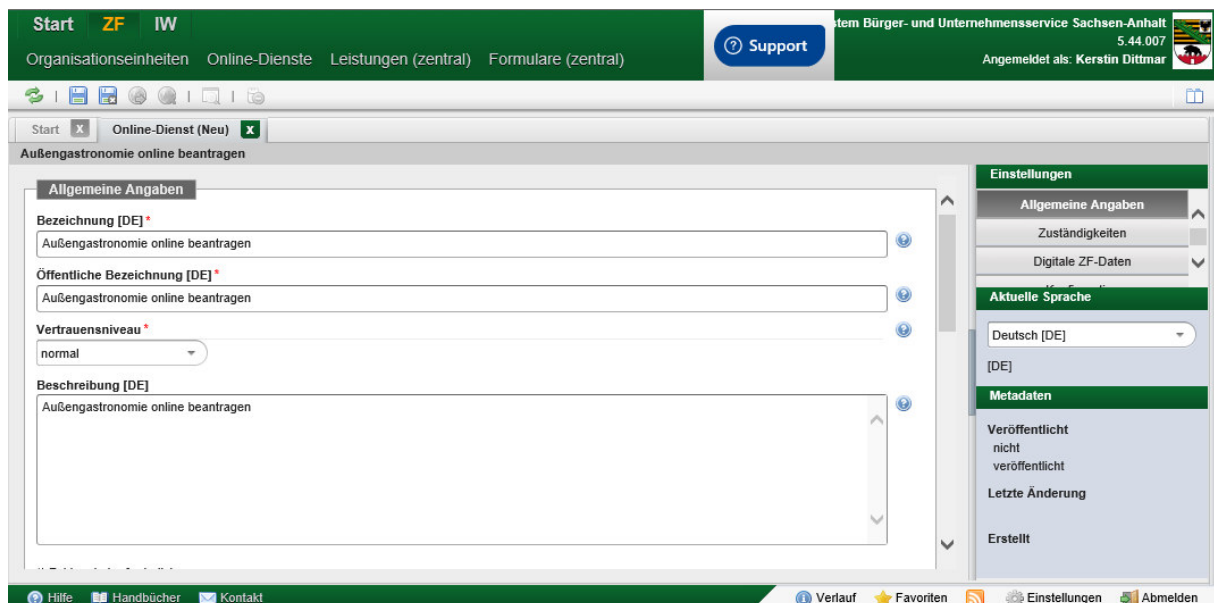 Start ZF IW
tem Bürger- und Unternehmensservice Sachsen-Anhalt
5.44.007
Angemeldet als: Kerstin Dittmar
Support
Organisationseinheiten Online-Dienste Leistungen (zentral) Formulare (zentral)
Start X Online-Dienst (Neu) X
Außengastronomie online beantragen
Allgemeine Angaben
Bezeichnung [DE] *
Außengastronomie online beantragen
Öffentliche Bezeichnung [DE] *
Außengastronomie online beantragen
Vertrauensniveau *
normal
Beschreibung [DE]
Außengastronomie online beantragen
Einstellungen
Allgemeine Angaben
Zuständigkeiten
Digitale ZF-Daten
Aktuelle Sprache
Deutsch [DE]
[DE]
Metadaten
Veröffentlicht
nicht
veröffentlicht
Letzte Änderung
Erstellt
Hilfe Handbücher Kontakt
Verlauf Favoriten Einstellungen Abmelden